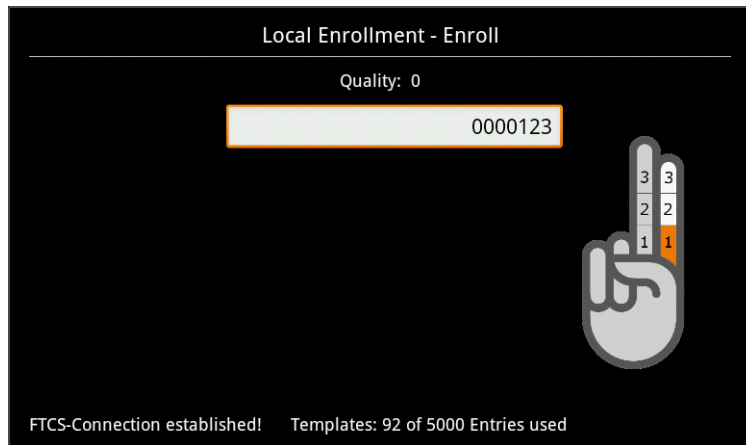 Local Enrollment - Enroll
Quality: 0
0000123
3 3
2 2
1 1
FTCS-Connection established! Templates: 92 of 5000 Entries used